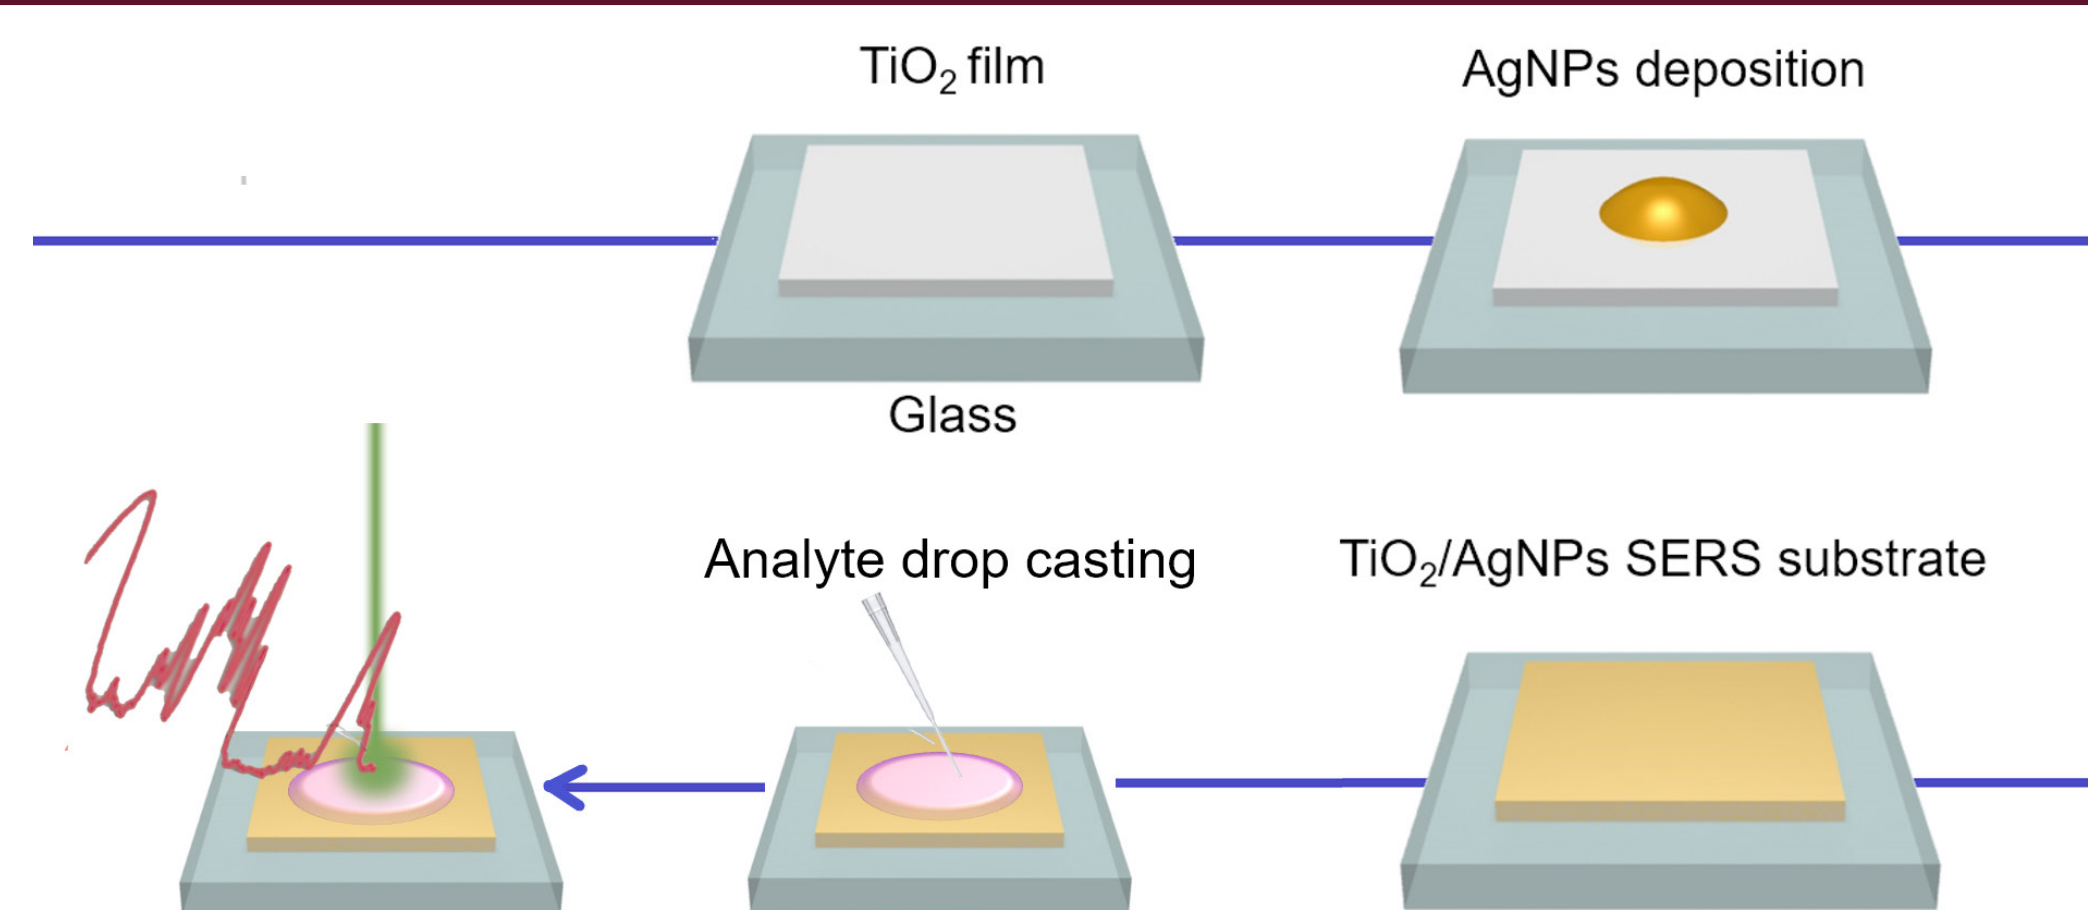 TiO₂ film
AgNPs deposition
Glass
Analyte drop casting
TiO₂/AgNPs SERS substrate